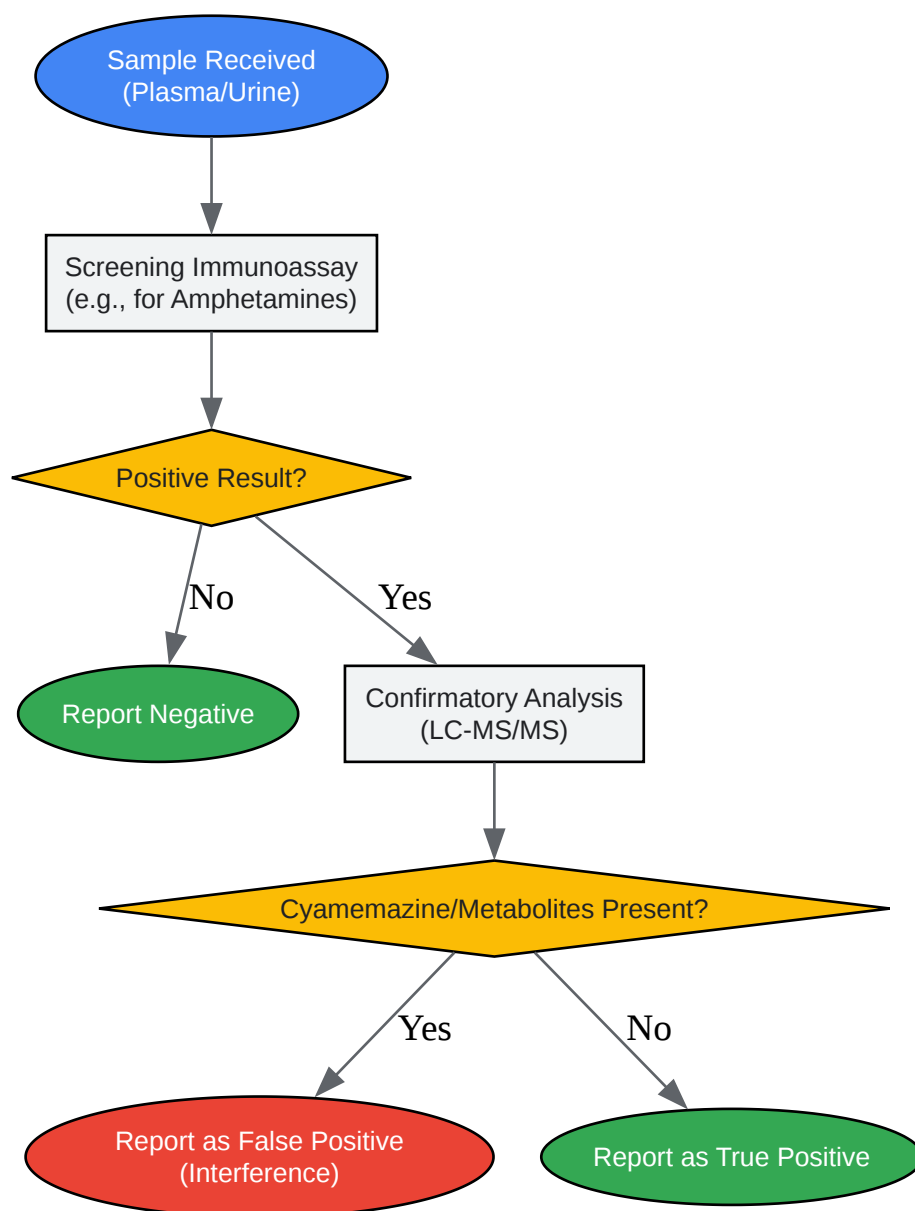 Sample Received
(Plasma/Urine)
Screening Immunoassay
(e.g., for Amphetamines)
Positive Result?
No
Yes
Report Negative
Confirmatory Analysis
(LC-MS/MS)
Cyamemazine/Metabolites Present?
Yes
No
Report as False Positive
(Interference)
Report as True Positive